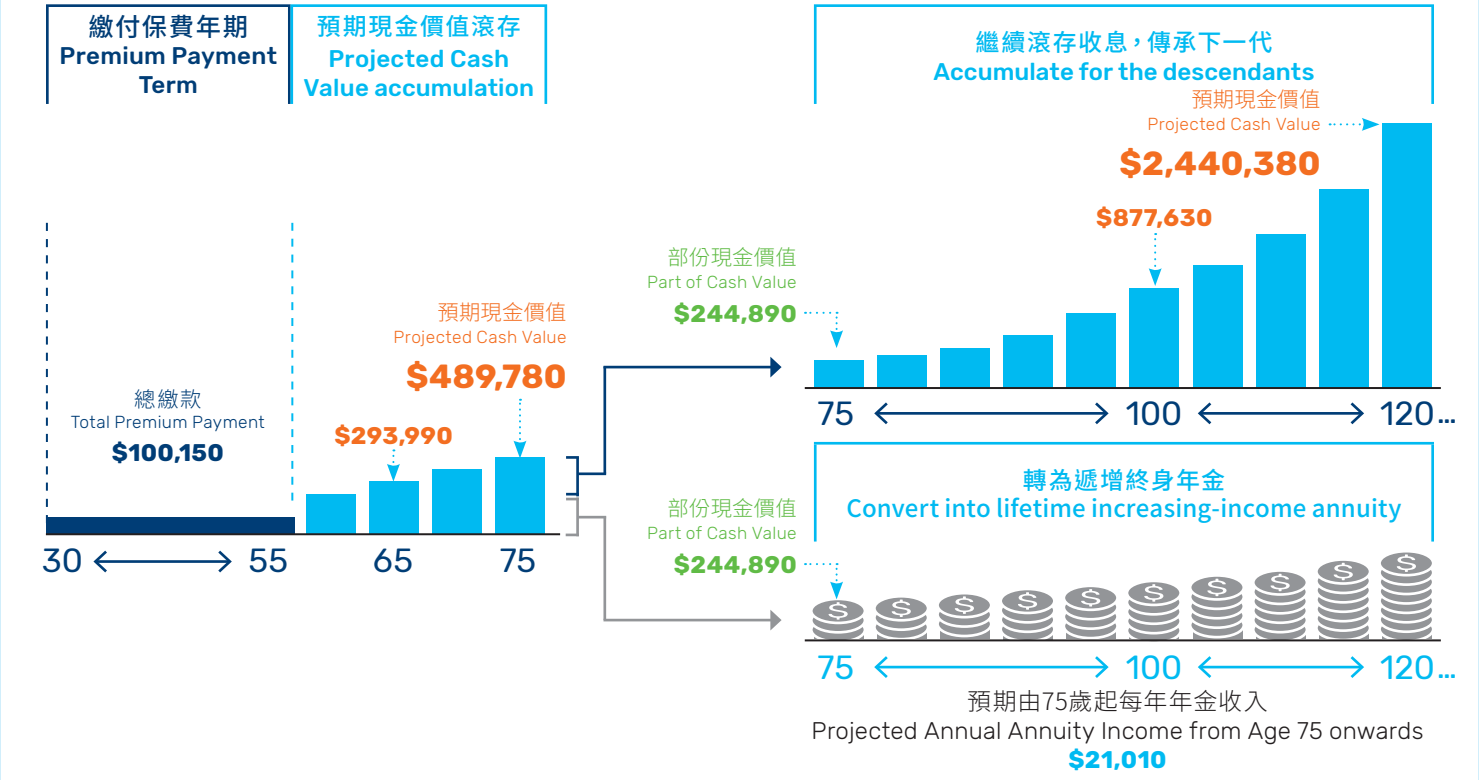 繳付保費年期
Premium Payment
Term
預期現金價值滾存
Projected Cash
Value accumulation
繼續滾存收息，傳承下一代
Accumulate for the descendants
預期現金價值
Projected Cash Value
$2,440,380
$877,630
部份現金價值
Part of Cash Value
$244,890
預期現金價值
Projected Cash Value
$489,780
$293,990
總繳款
Total Premium Payment
$100,150
30 55 65 75
75 100 120...
轉為遞增終身年金
Convert into lifetime increasing-income annuity
部份現金價值
Part of Cash Value
$244,890
$ $ $ $ $ $ $ $ $ $
75 100 120...
預期由75歲起每年年金收入
Projected Annual Annuity Income from Age 75 onwards
$21,010